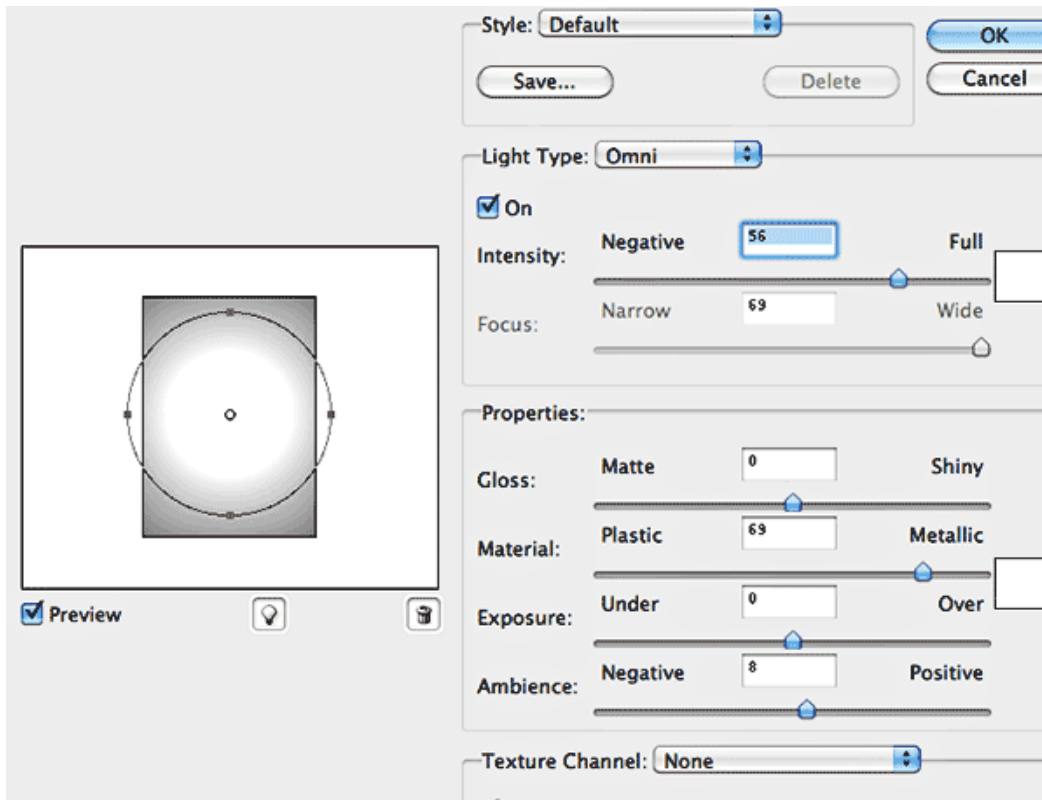 Style: Default
OK
Save... Delete Cancel
Light Type: Omni
On
Intensity: Negative 56 Full
Focus: Narrow 69 Wide
Properties:
Gloss: Matte 0 Shiny
Material: Plastic 69 Metallic
Exposure: Under 0 Over
Ambience: Negative 8 Positive
Preview
Texture Channel: None